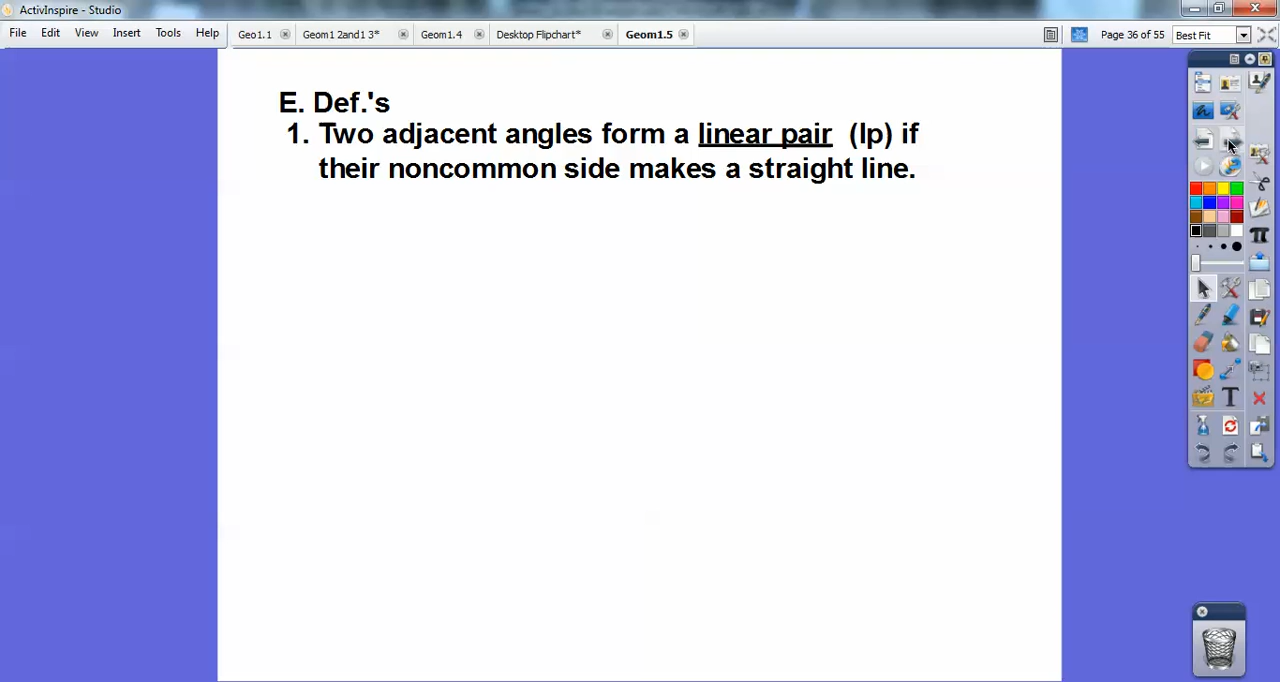 ActivInspire - Studio
File Edit View Insert Tools Help
Geo1.1 Geom1 2and1 3* Geom1.4 Desktop Flipchart* Geom1.5
Page 36 of 55 Best Fit
E. Def.'s
1. Two adjacent angles form a linear pair (lp) if
their noncommon side makes a straight line.